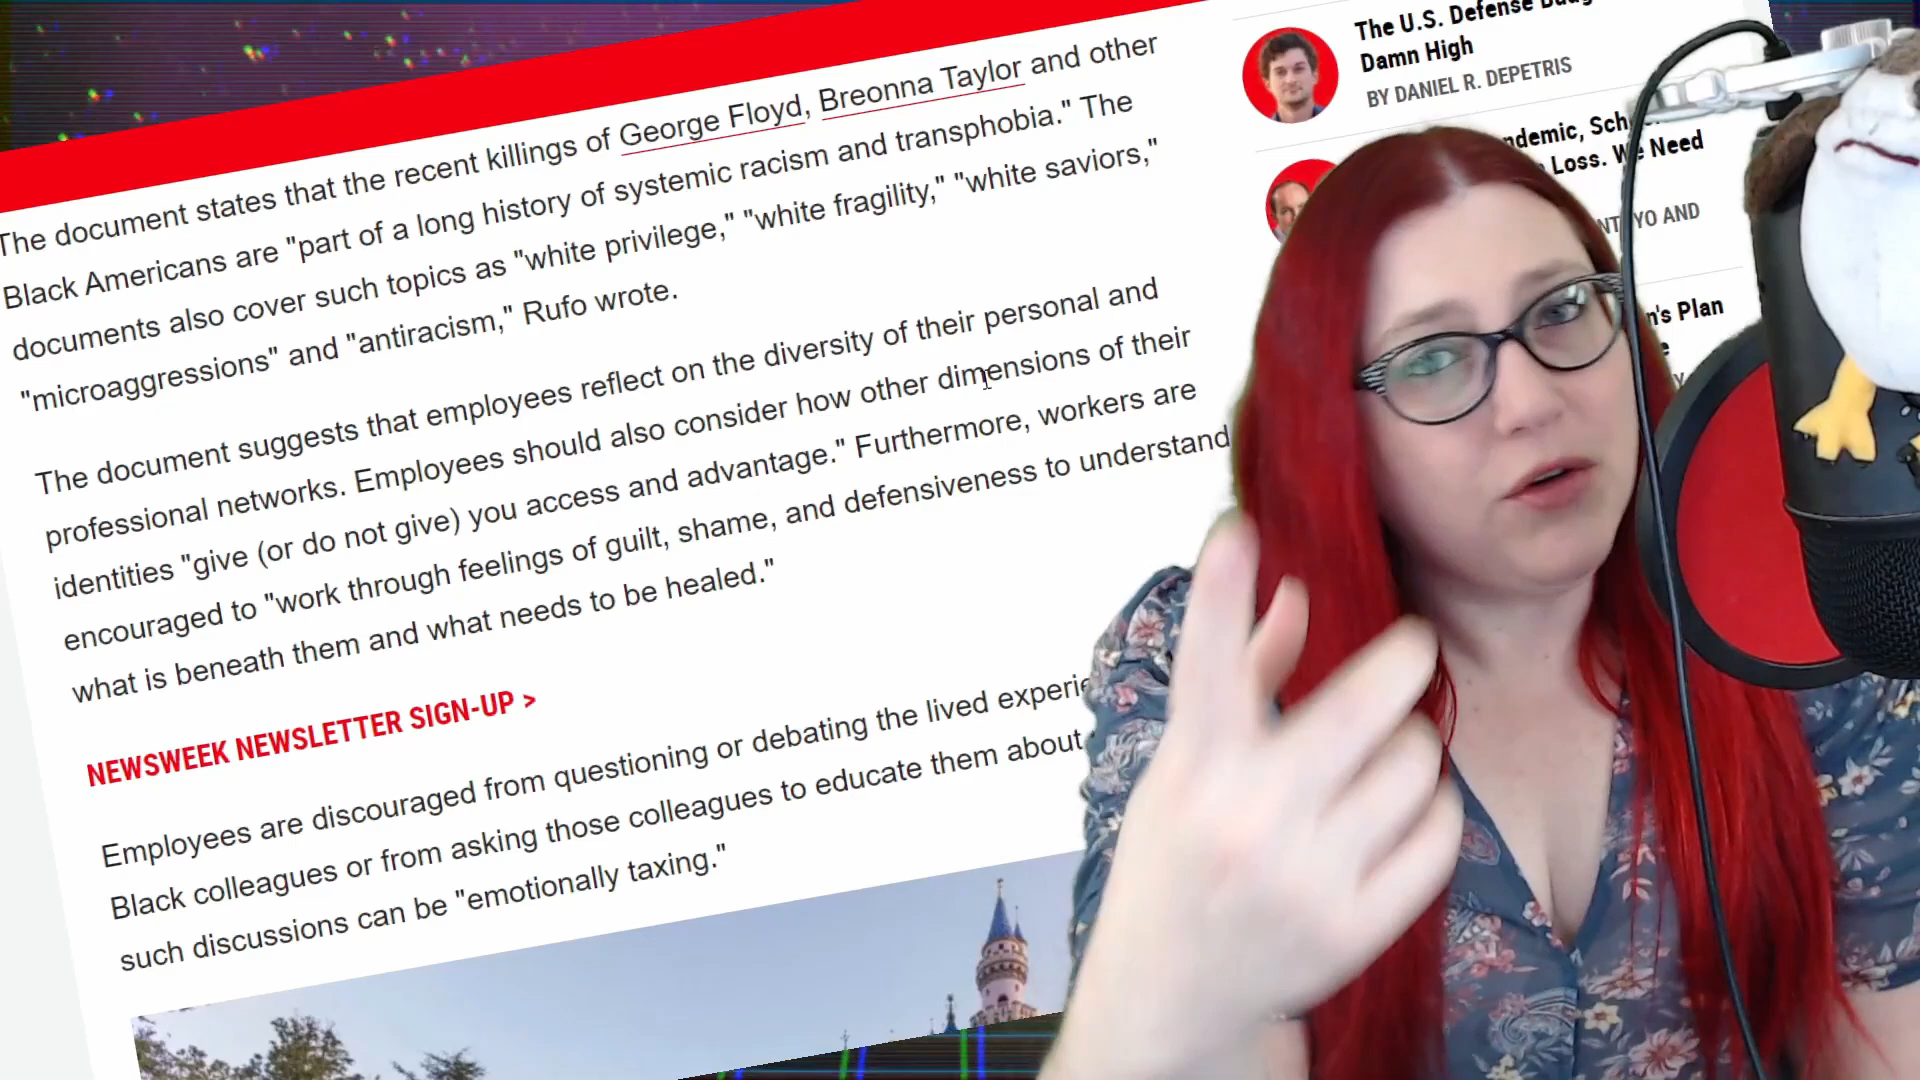 The document states that the recent killings of George Floyd, Breonna Taylor and other
Black Americans are "part of a long history of systemic racism and transphobia." The
documents also cover such topics as "white privilege," "white fragility," "white saviors,"
"microaggressions" and "antiracism," Rufo wrote.
The document suggests that employees reflect on the diversity of their personal and
professional networks. Employees should also consider how other dimensions of their
identities "give (or do not give) you access and advantage." Furthermore, workers are
encouraged to "work through feelings of guilt, shame, and defensiveness to understand
what is beneath them and what needs to be healed."
NEWSWEEK NEWSLETTER SIGN-UP >
Employees are discouraged from questioning or debating the lived
Black colleagues or from asking those colleagues to educate them about
such discussions can be "emotionally taxing."
The U.S. Defense
Damn High
BY DANIEL R. DEPETRIS
Loss. We Need
AND
Plan